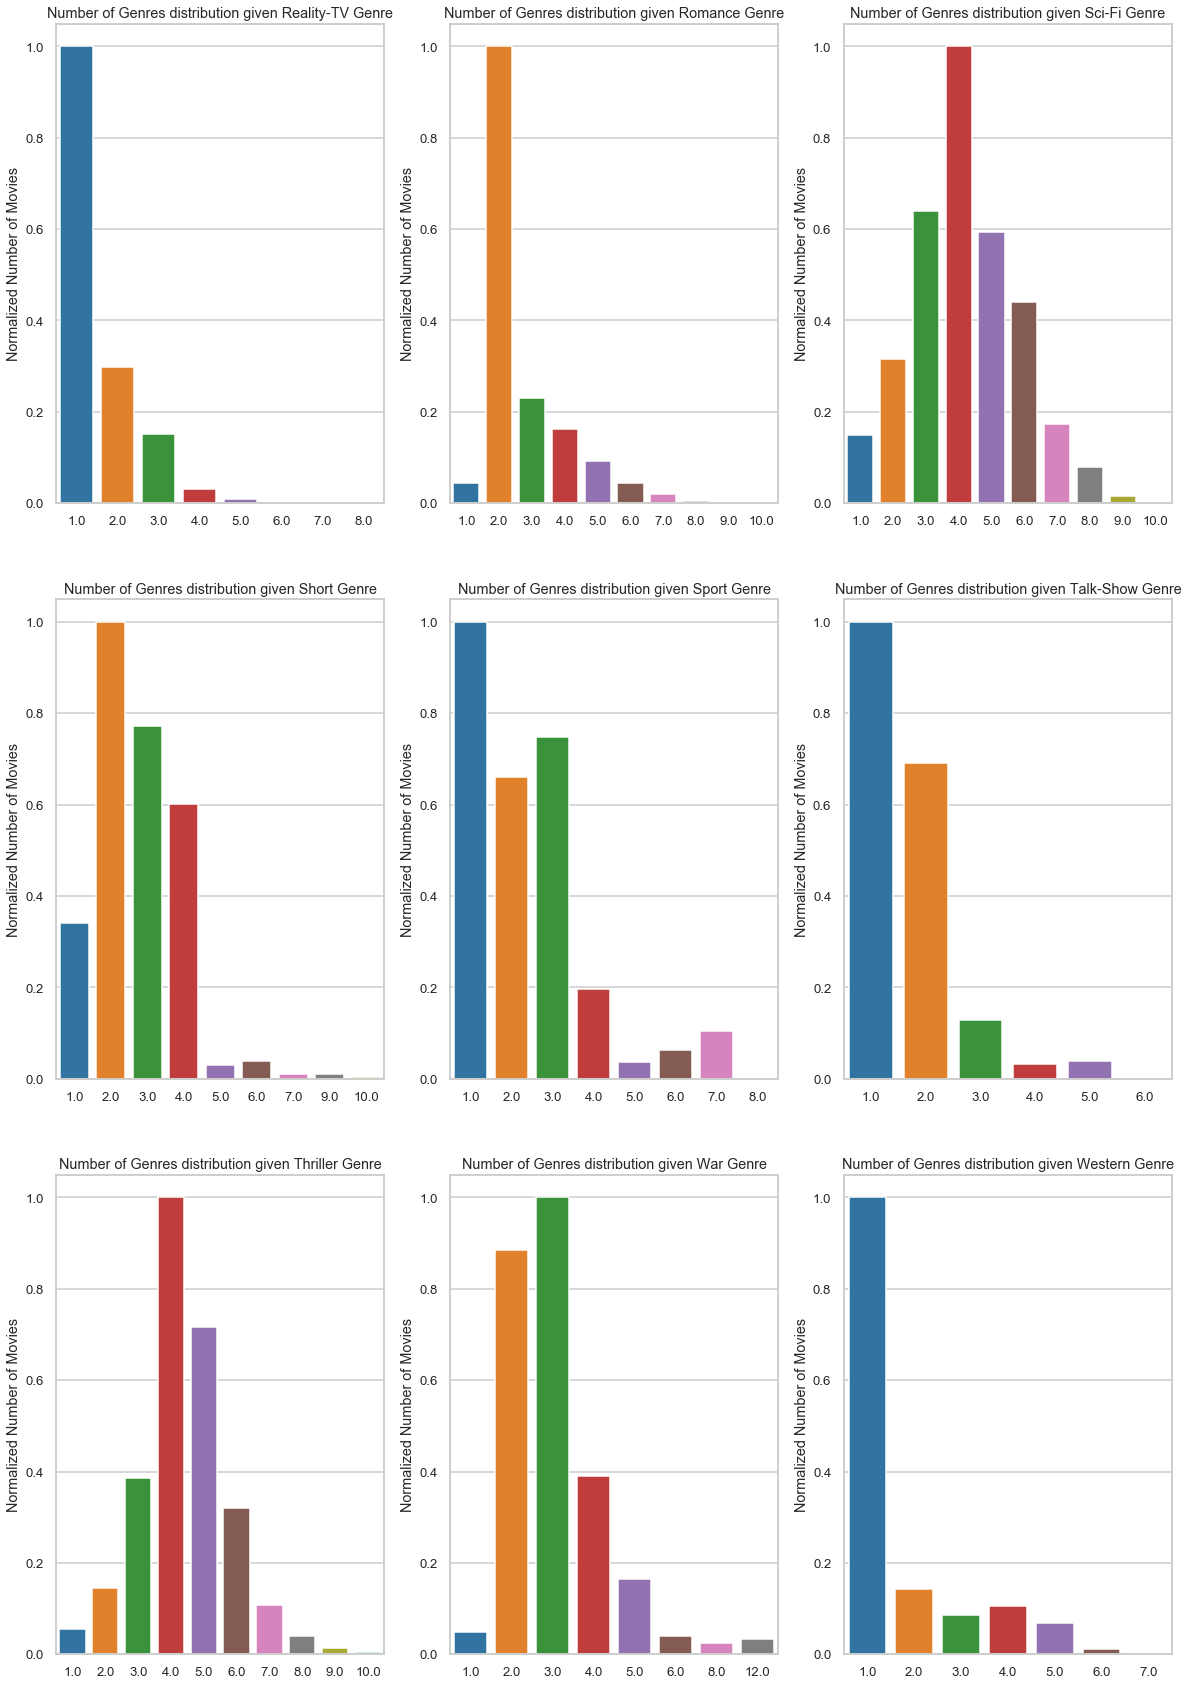 Number of Genres distribution given Reality-TV Genre
Normalized Number of Movies
1.0
0.8
0.6
0.4
0.2
0.0
1.0 2.0 3.0 4.0 5.0 6.0 7.0 8.0
Number of Genres distribution given Romance Genre
Normalized Number of Movies
1.0
0.8
0.6
0.4
0.2
0.0
1.0 2.0 3.0 4.0 5.0 6.0 7.0 8.0 9.0 10.0
Number of Genres distribution given Sci-Fi Genre
Normalized Number of Movies
1.0
0.8
0.6
0.4
0.2
0.0
1.0 2.0 3.0 4.0 5.0 6.0 7.0 8.0 9.0 10.0
Number of Genres distribution given Short Genre
Normalized Number of Movies
1.0
0.8
0.6
0.4
0.2
0.0
1.0 2.0 3.0 4.0 5.0 6.0 7.0 9.0 10.0
Number of Genres distribution given Sport Genre
Normalized Number of Movies
1.0
0.8
0.6
0.4
0.2
0.0
1.0 2.0 3.0 4.0 5.0 6.0 7.0 8.0
Number of Genres distribution given Talk-Show Genre
Normalized Number of Movies
1.0
0.8
0.6
0.4
0.2
0.0
1.0 2.0 3.0 4.0 5.0 6.0
Number of Genres distribution given Thriller Genre
Normalized Number of Movies
1.0
0.8
0.6
0.4
0.2
0.0
1.0 2.0 3.0 4.0 5.0 6.0 7.0 8.0 9.0 10.0
Number of Genres distribution given War Genre
Normalized Number of Movies
1.0
0.8
0.6
0.4
0.2
0.0
1.0 2.0 3.0 4.0 5.0 6.0 8.0 12.0
Number of Genres distribution given Western Genre
Normalized Number of Movies
1.0
0.8
0.6
0.4
0.2
0.0
1.0 2.0 3.0 4.0 5.0 6.0 7.0